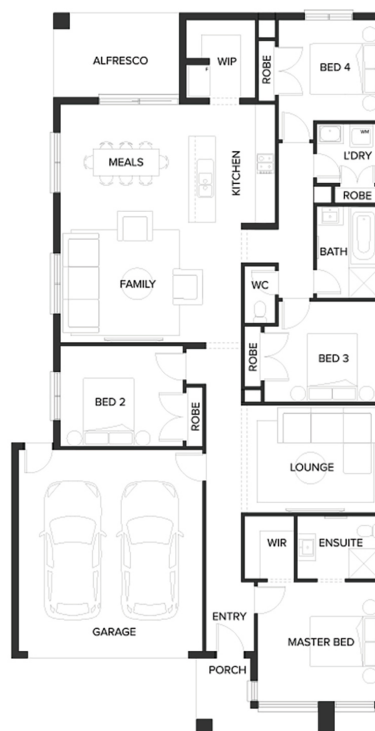 ALFRESCO
WIP
ROBE
BED 4
MEALS
KITCHEN
WM
L'DRY
ROBE
BATH
FAMILY
WC
ROBE
BED 3
BED 2
ROBE
LOUNGE
WIR
ENSUITE
ENTRY
GARAGE
MASTER BED
PORCH